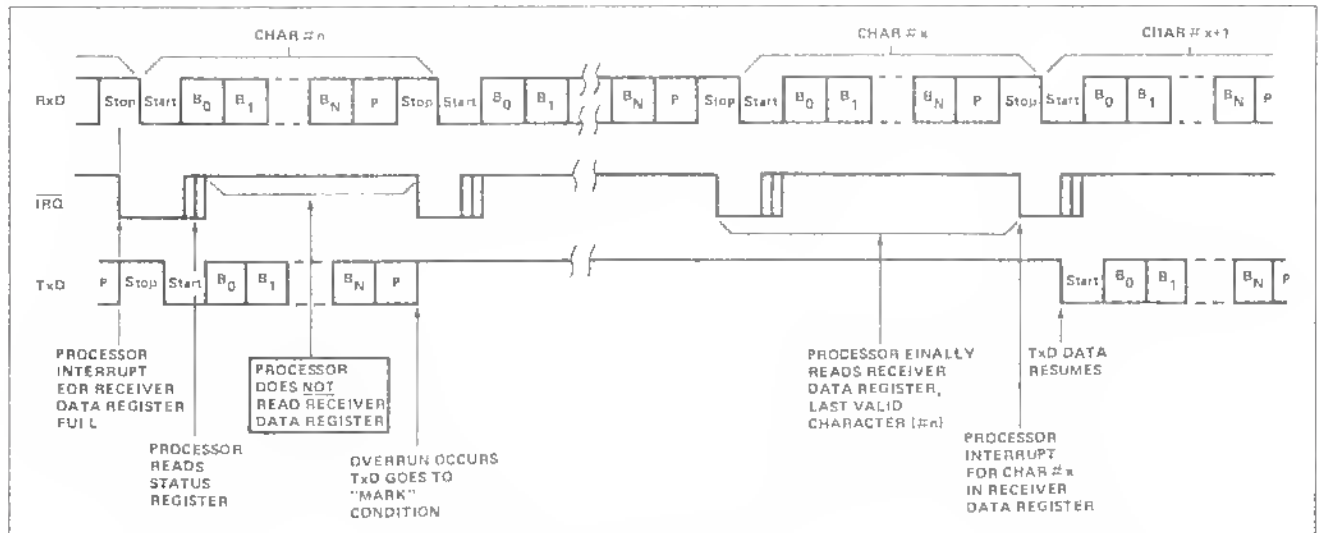 CHAR #n CHAR #x CHAR #x+1
RxD Stop Start B0 B1 BN P Stop Start B0 B1 BN P Stop Start B0 B1 BN P Stop Start B0 B1 BN P
IRQ
TxD P Stop Start B0 B1 BN P Start B0 B1 BN P
PROCESSOR
INTERRUPT
FOR RECEIVER
DATA REGISTER
FULL
PROCESSOR
READS
STATUS
REGISTER
PROCESSOR
DOES NOT
READ RECEIVER
DATA REGISTER
OVERRUN OCCURS
TxD GOES TO
"MARK"
CONDITION
PROCESSOR FINALLY
READS RECEIVER
DATA REGISTER,
LAST VALID
CHARACTER (#n)
PROCESSOR
INTERRUPT
FOR CHAR #x
IN RECEIVER
DATA REGISTER
TxD DATA
RESUMES